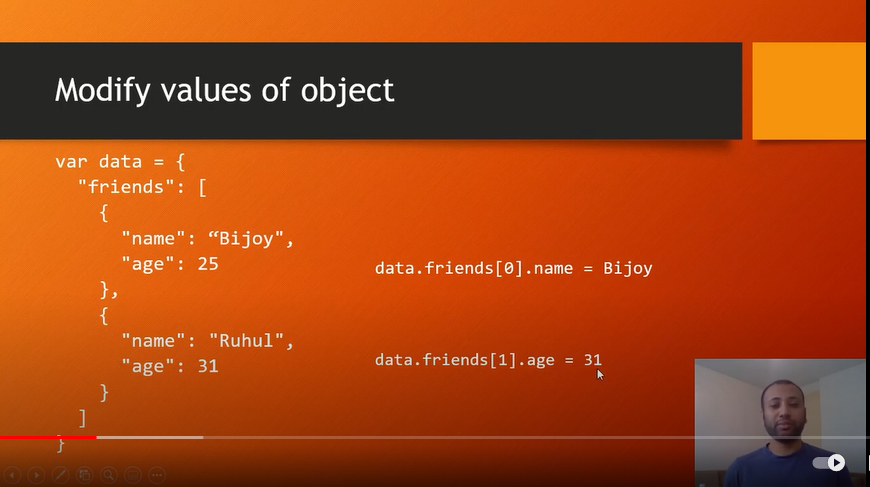 Modify values of object
var data = {
"friends": [
{
"name": “Bijoy",
"age": 25
},
{
"name": "Ruhul",
"age": 31
}
]
}
data.friends[0].name = Bijoy
data.friends[1].age = 31